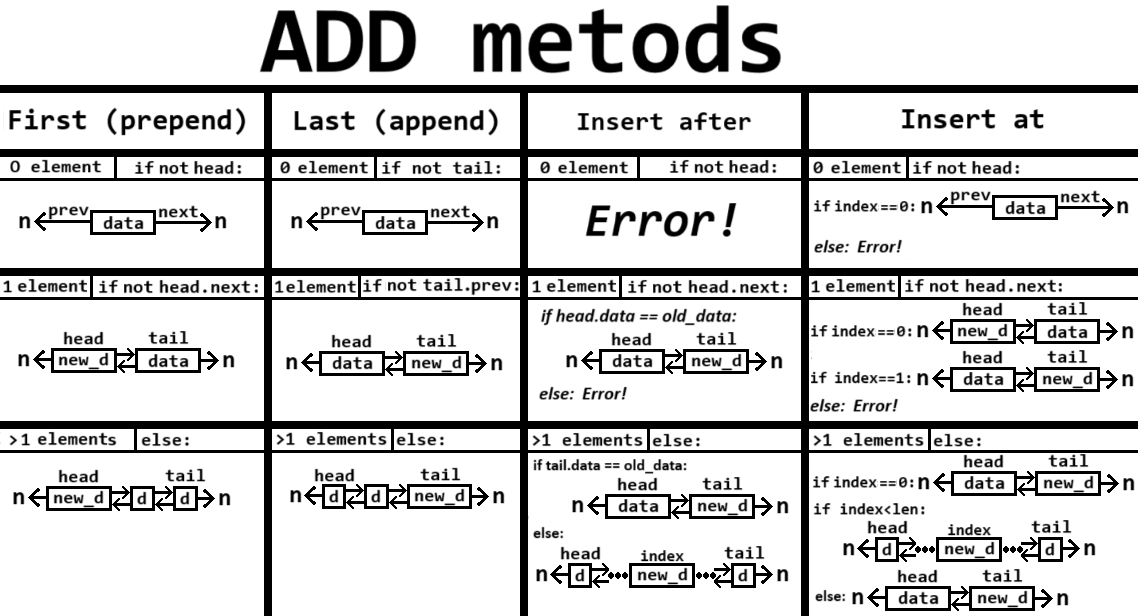 ADD metods
First (prepend)
Last (append)
Insert after
Insert at
0 element
if not head:
0 element
if not tail:
0 element
if not head:
0 element
if not head:
n prev data next n
n prev data next n
Error!
if index==0: n prev data next n
else: Error!
1 element
if not head.next:
1element
if not tail.prev:
1 element
if not head.next:
1 element
if not head.next:
head tail
n new_d data n
head tail
n data new_d n
if head.data == old_data:
head tail
n data new_d n
else: Error!
head tail
if index==0: n new_d data n
head tail
if index==1: n data new_d n
else: Error!
>1 elements
else:
>1 elements
else:
>1 elements
else:
>1 elements
else:
head tail
n new_d d d n
head tail
n d d new_d n
if tail.data == old_data:
head tail
n data new_d n
else:
head index tail
n d new_d d n
head tail
if index==0: n data new_d n
if index<len:
head index tail
n d new_d d n
head tail
else: n data new_d n